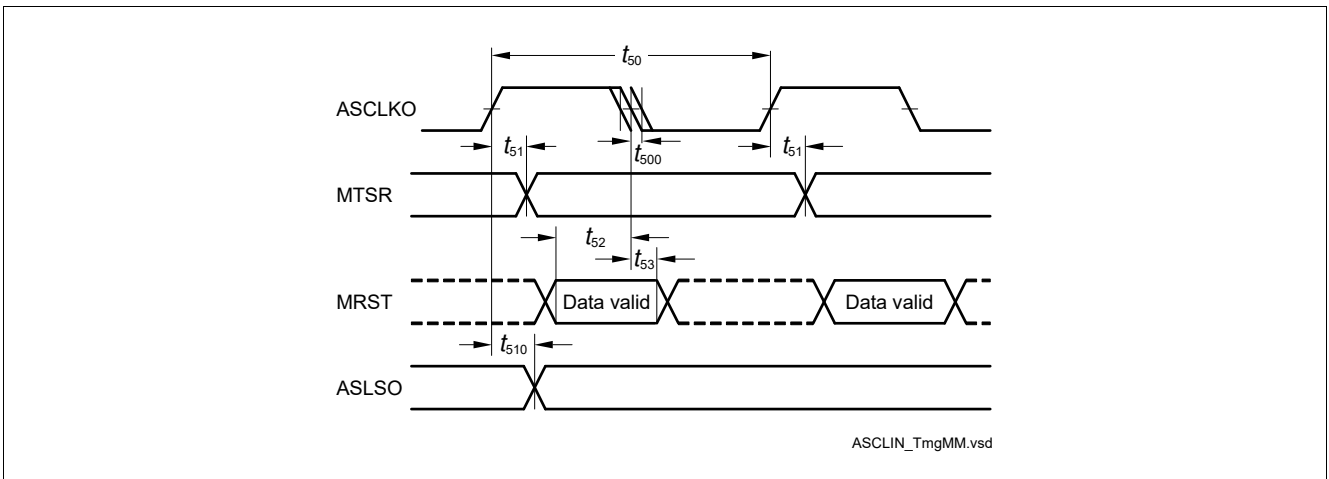 t50
ASCLKO
t51
t500
t51
MTSR
t52
t53
MRST
Data valid
Data valid
t510
ASLSO
ASCLIN_TmgMM.vsd